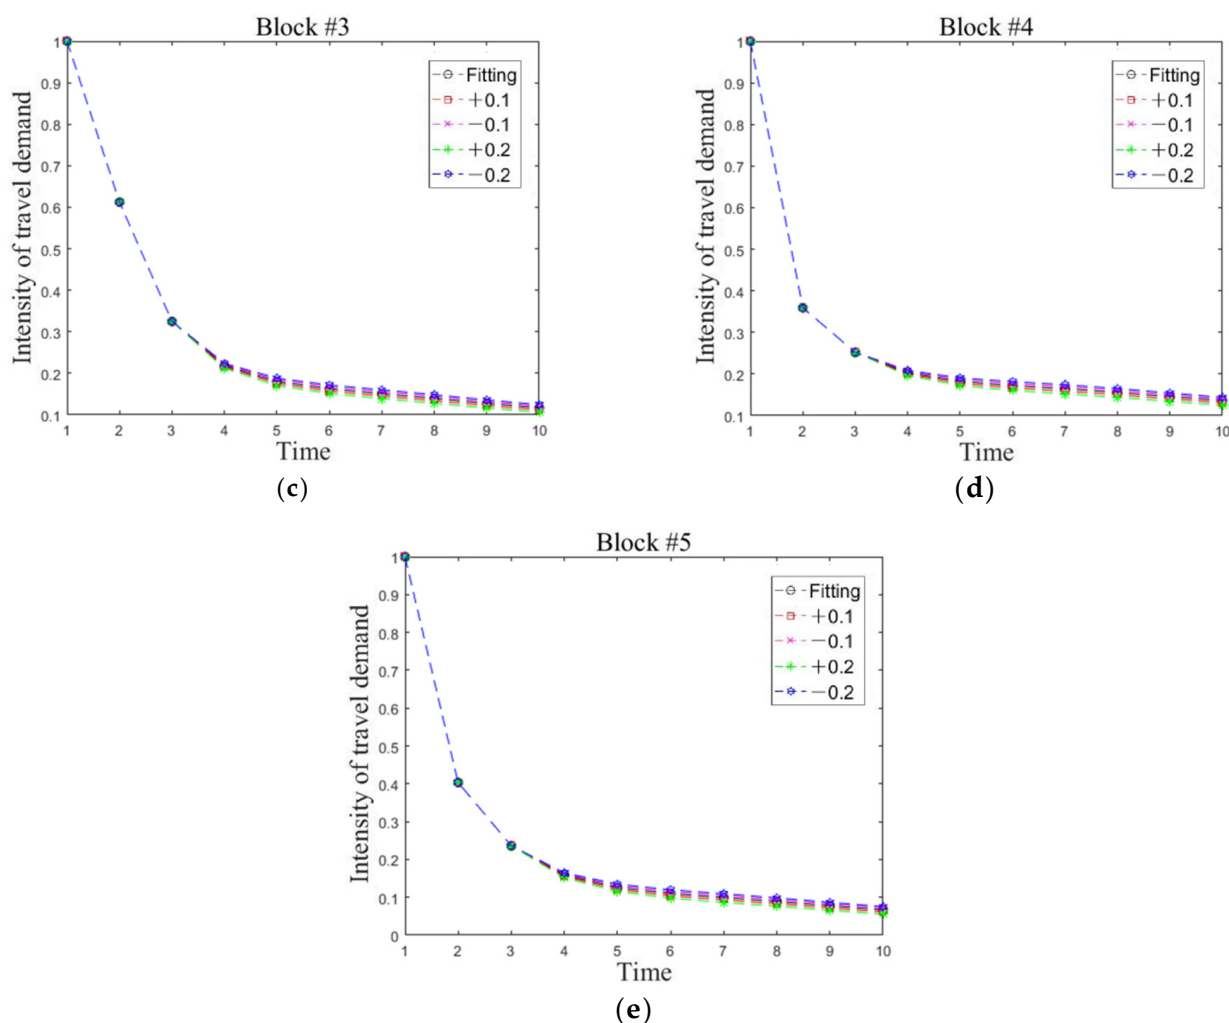 Block #3
Intensity of travel demand
1
0.9
0.8
0.7
0.6
0.5
0.4
0.3
0.2
0.1
Fitting
+0.1
−0.1
+0.2
−0.2
1 2 3 4 5 6 7 8 9 10
Time
(c)
Block #4
Intensity of travel demand
1
0.9
0.8
0.7
0.6
0.5
0.4
0.3
0.2
0.1
Fitting
+0.1
−0.1
+0.2
−0.2
1 2 3 4 5 6 7 8 9 10
Time
(d)
Block #5
Intensity of travel demand
1
0.9
0.8
0.7
0.6
0.5
0.4
0.3
0.2
0.1
0
Fitting
+0.1
−0.1
+0.2
−0.2
1 2 3 4 5 6 7 8 9 10
Time
(e)